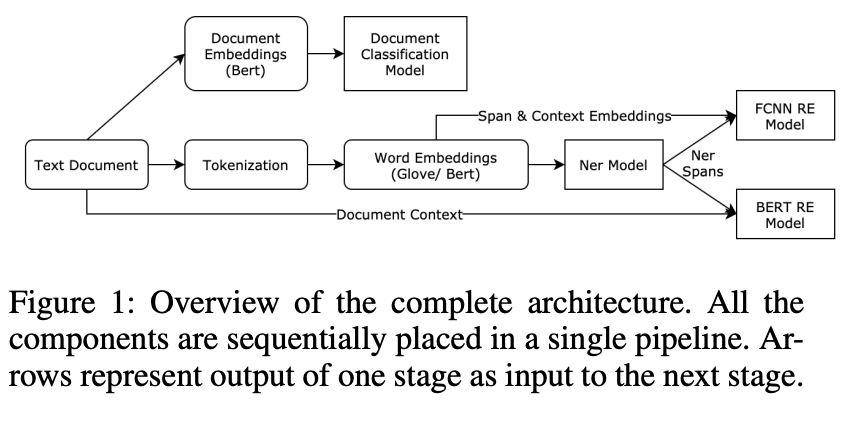 Document
Embeddings
(Bert)
Document
Classification
Model
Span & Context Embeddings
FCNN RE
Model
Text Document
Tokenization
Word Embeddings
(Glove/ Bert)
Ner Model
Ner
Spans
Document Context
BERT RE
Model
Figure 1: Overview of the complete architecture. All the
components are sequentially placed in a single pipeline. Ar-
rows represent output of one stage as input to the next stage.